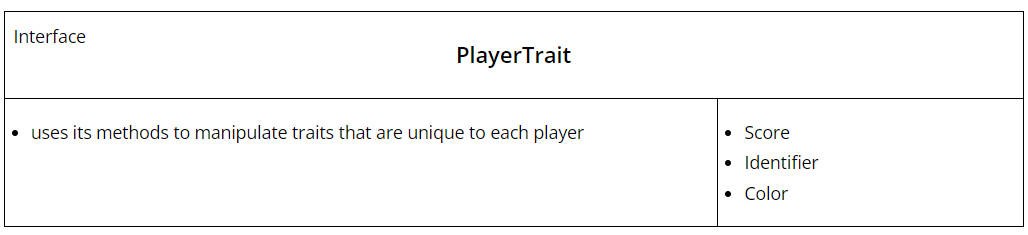 Interface
PlayerTrait
• uses its methods to manipulate traits that are unique to each player
• Score
• Identifier
• Color